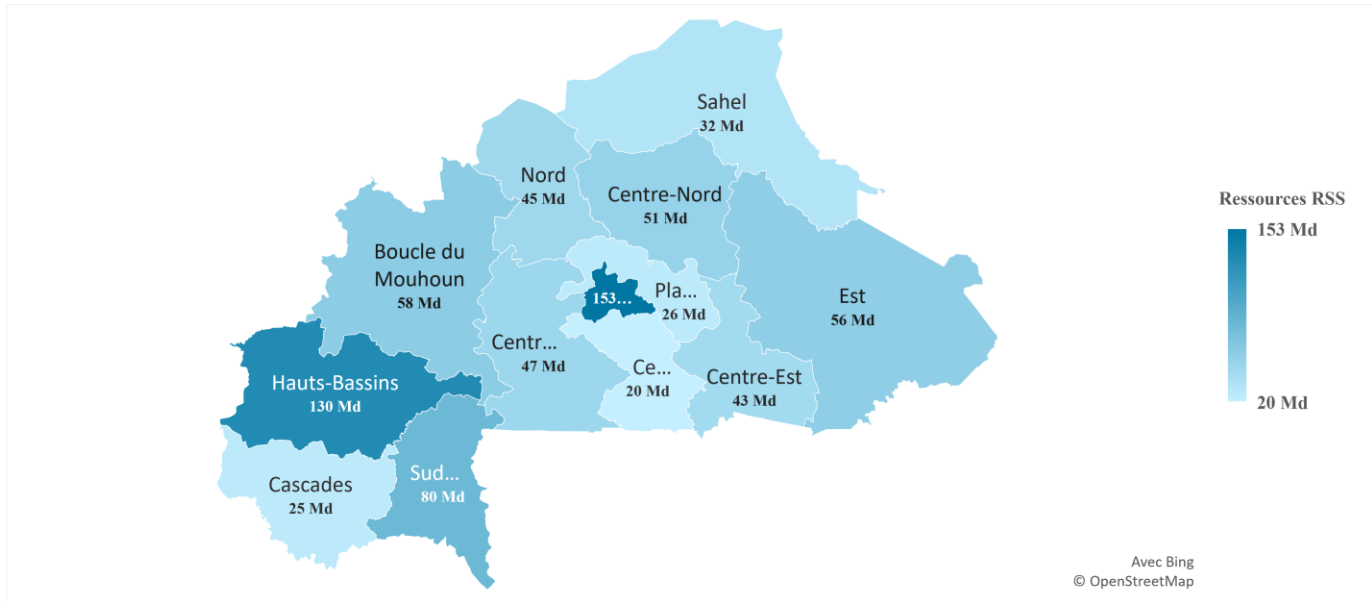 Sahel
32 Md
Nord
45 Md
Centre-Nord
51 Md
Ressources RSS
153 Md
20 Md
Boucle du
Mouhoun
58 Md
153...
Pla...
26 Md
Est
56 Md
Centr...
47 Md
Ce...
20 Md
Centre-Est
43 Md
Hauts-Bassins
130 Md
Sud...
80 Md
Cascades
25 Md
Avec Bing
© OpenStreetMap